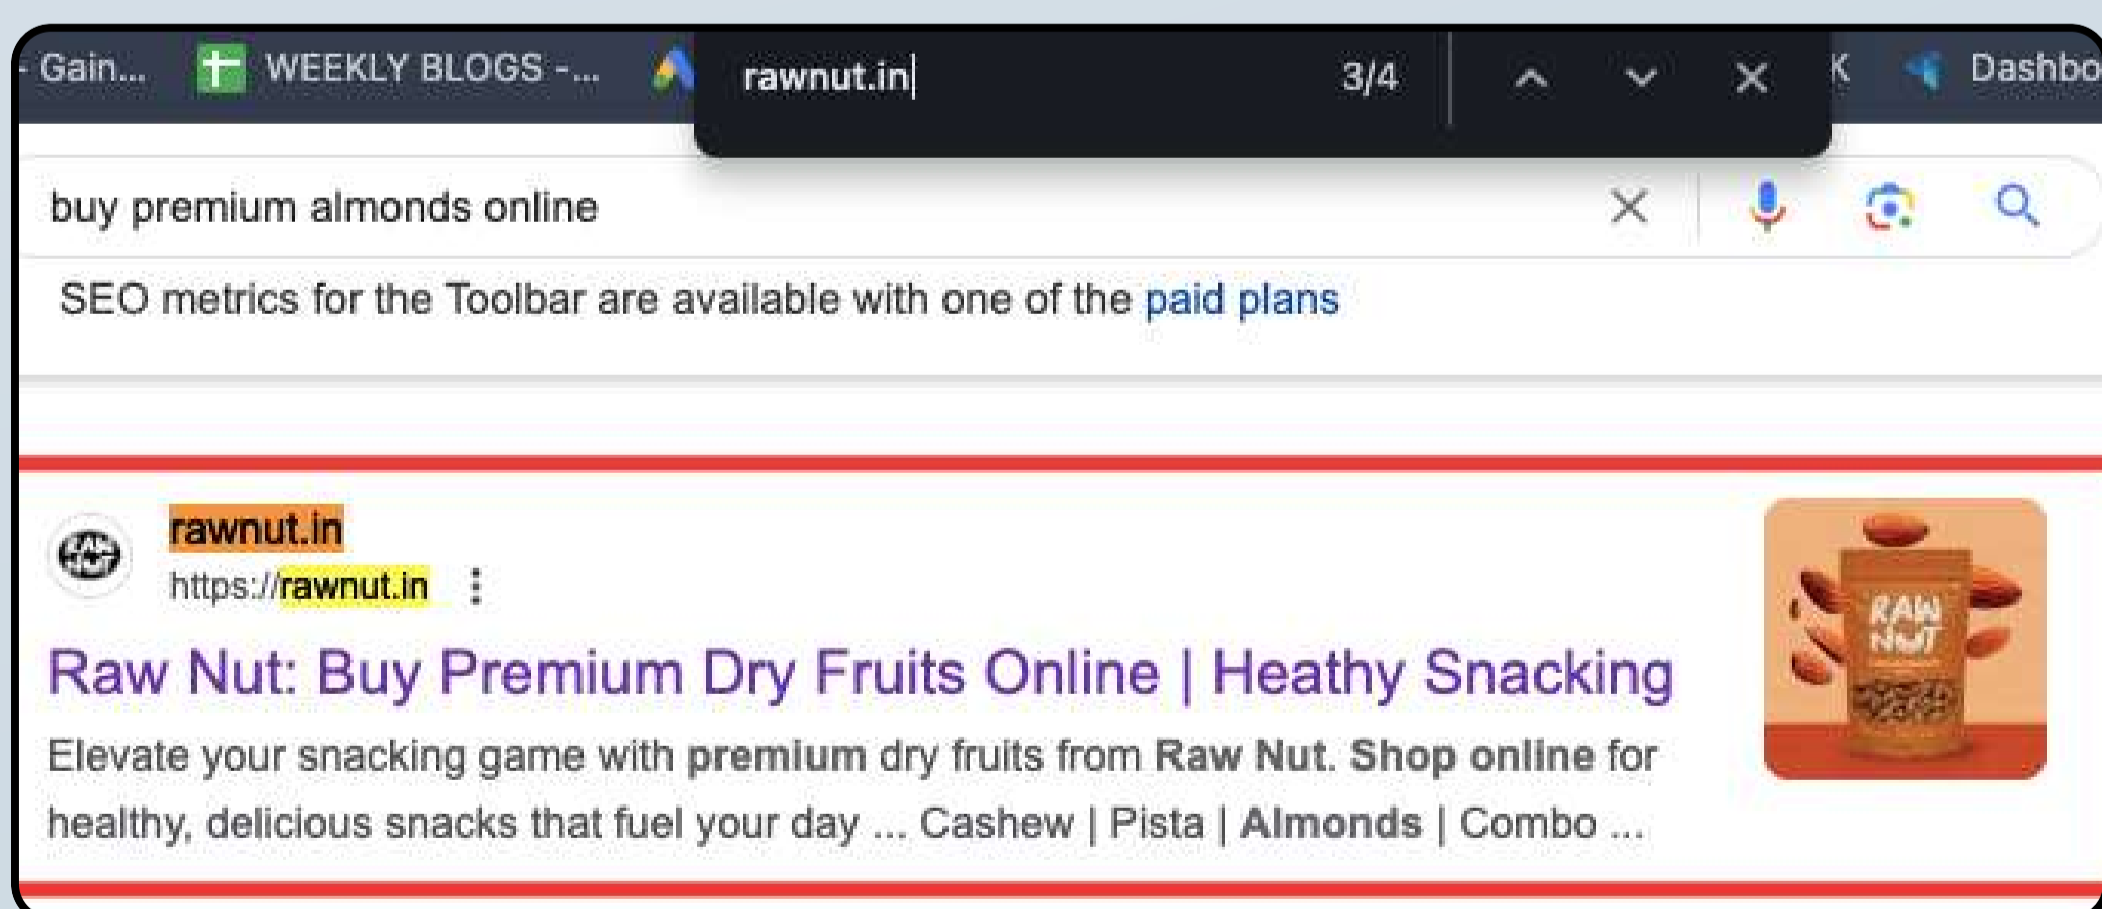 - Gain...
WEEKLY BLOGS -...
rawnut.in
3/4
K
Dashbo
buy premium almonds online
SEO metrics for the Toolbar are available with one of the paid plans
rawnut.in
https://rawnut.in
Raw Nut: Buy Premium Dry Fruits Online | Heathy Snacking
Elevate your snacking game with premium dry fruits from Raw Nut. Shop online for
healthy, delicious snacks that fuel your day ... Cashew | Pista | Almonds | Combo ...
RAW
NUT